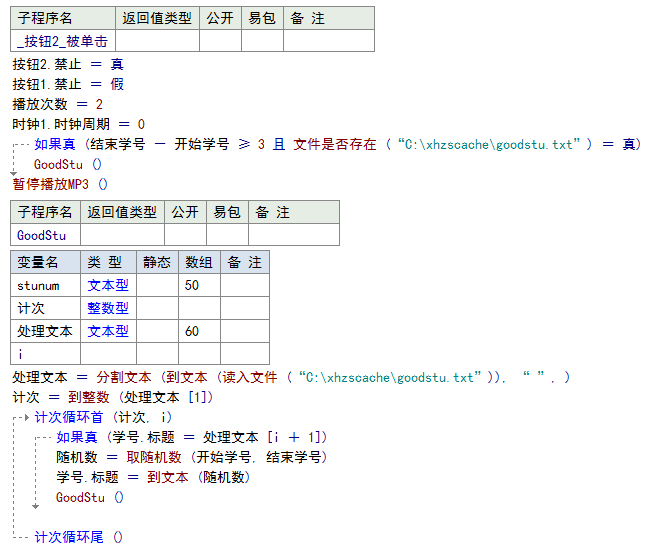 子程序名 返回值类型 公开 易包 备 注
_按钮2_被单击
按钮2.禁止 = 真
按钮1.禁止 = 假
播放次数 = 2
时钟1.时钟周期 = 0
如果真 (结束学号 － 开始学号 ≥ 3 且 文件是否存在 (“C:\xhzscache\goodstu.txt”) = 真)
GoodStu ()
暂停播放MP3 ()
子程序名 返回值类型 公开 易包 备 注
GoodStu
变量名 类 型 静态 数组 备 注
stunum 文本型 50
计次 整数型
处理文本 文本型 60
i
处理文本 = 分割文本 (到文本 (读入文件 (“C:\xhzscache\goodstu.txt”)), “ ”, )
计次 = 到整数 (处理文本 [1])
计次循环首 (计次, i)
如果真 (学号.标题 = 处理文本 [i ＋ 1])
随机数 = 取随机数 (开始学号, 结束学号)
学号.标题 = 到文本 (随机数)
GoodStu ()
计次循环尾 ()